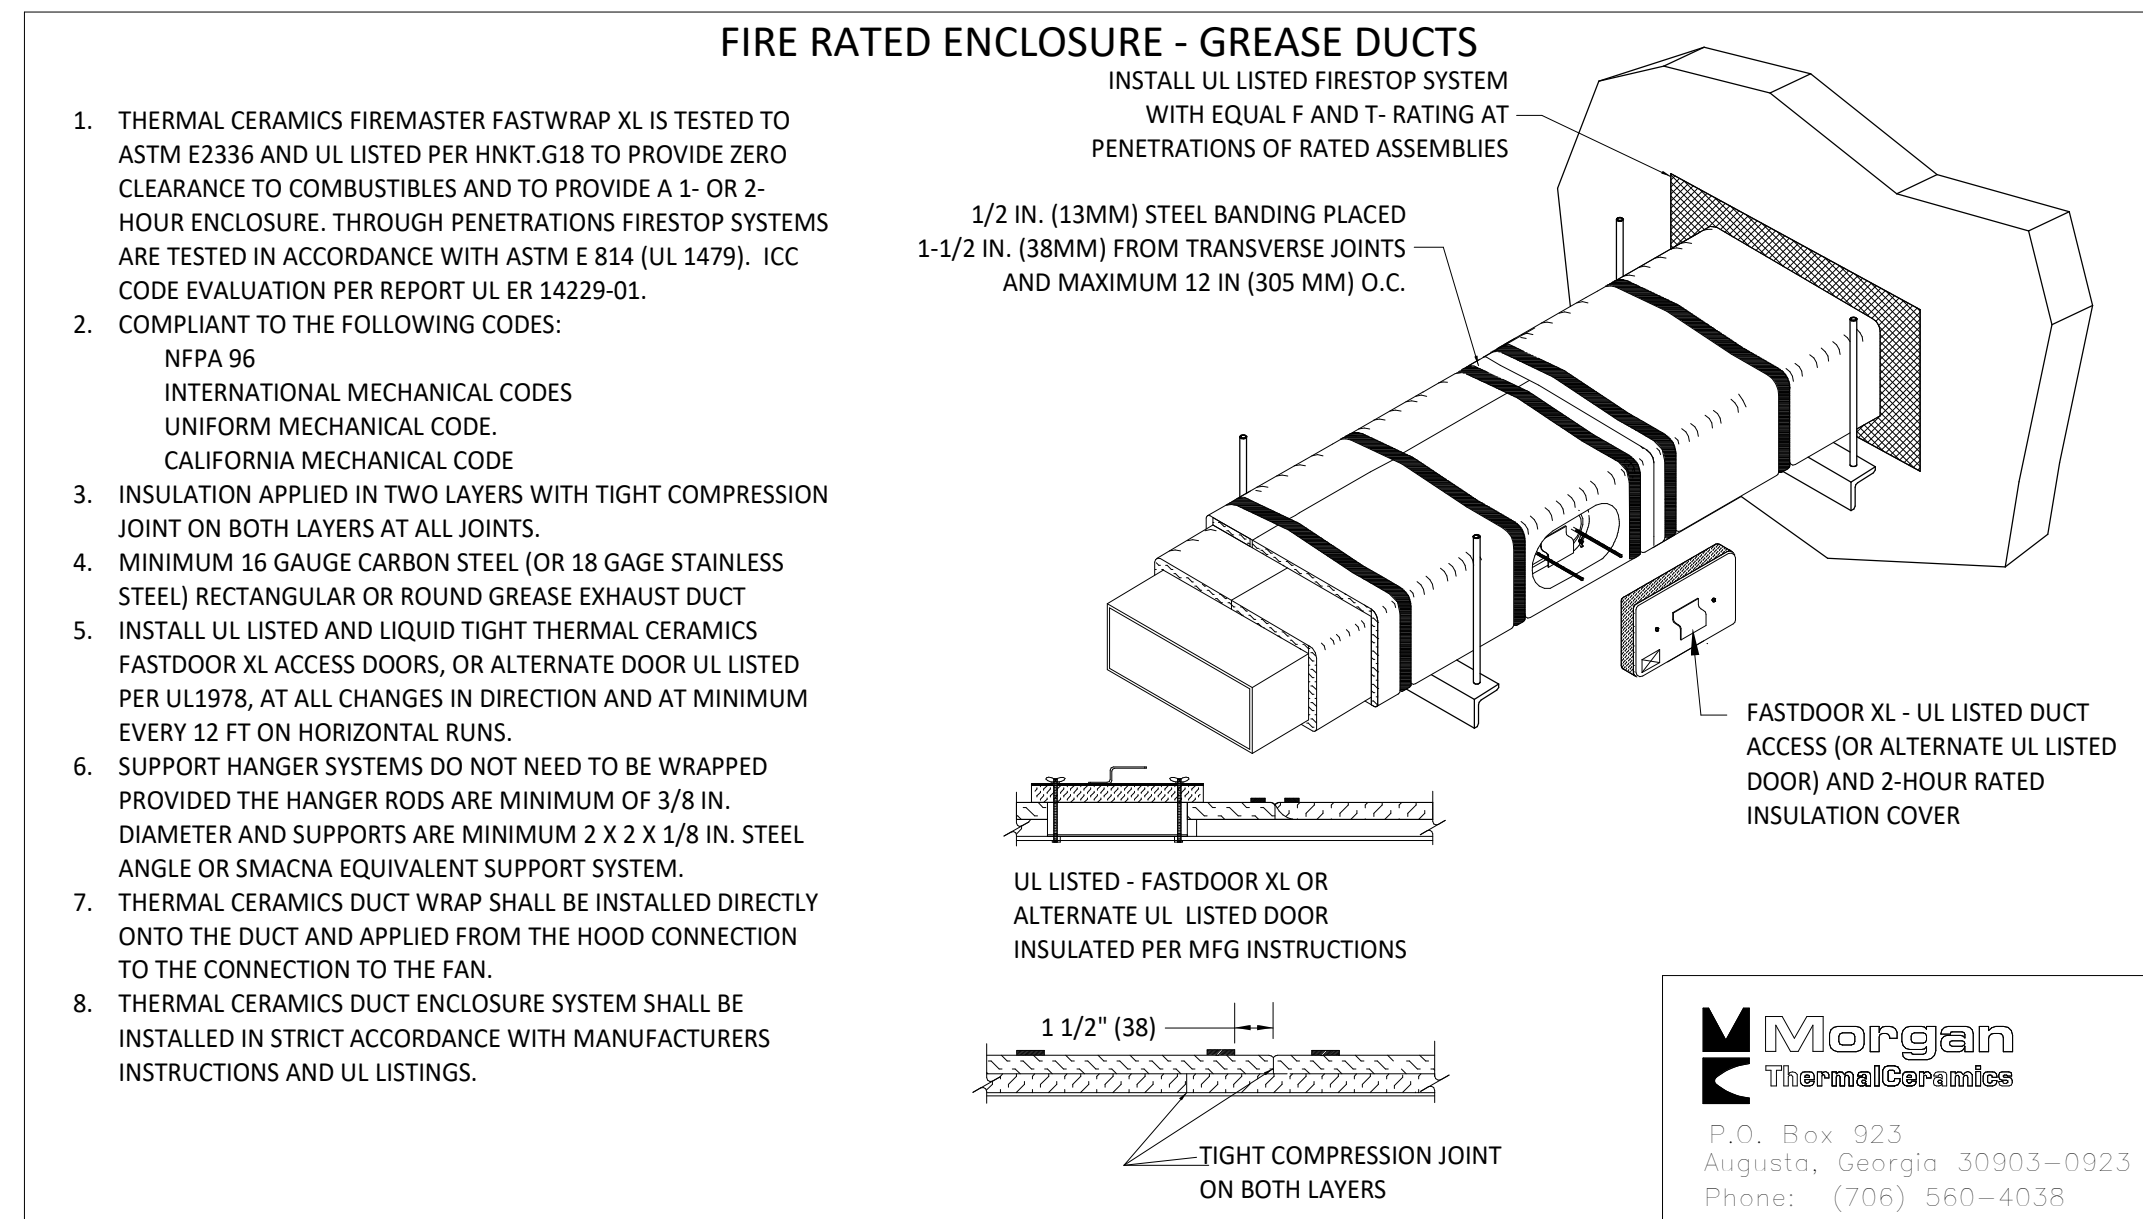 FIRE RATED ENCLOSURE - GREASE DUCTS
1. THERMAL CERAMICS FIREMASTER FASTWRAP XL IS TESTED TO
ASTM E2336 AND UL LISTED PER HNKT.G18 TO PROVIDE ZERO
CLEARANCE TO COMBUSTIBLES AND TO PROVIDE A 1- OR 2-
HOUR ENCLOSURE. THROUGH PENETRATIONS FIRESTOP SYSTEMS
ARE TESTED IN ACCORDANCE WITH ASTM E 814 (UL 1479). ICC
CODE EVALUATION PER REPORT UL ER 14229-01.
2. COMPLIANT TO THE FOLLOWING CODES:
NFPA 96
INTERNATIONAL MECHANICAL CODES
UNIFORM MECHANICAL CODE.
CALIFORNIA MECHANICAL CODE
3. INSULATION APPLIED IN TWO LAYERS WITH TIGHT COMPRESSION
JOINT ON BOTH LAYERS AT ALL JOINTS.
4. MINIMUM 16 GAUGE CARBON STEEL (OR 18 GAGE STAINLESS
STEEL) RECTANGULAR OR ROUND GREASE EXHAUST DUCT
5. INSTALL UL LISTED AND LIQUID TIGHT THERMAL CERAMICS
FASTDOOR XL ACCESS DOORS, OR ALTERNATE DOOR UL LISTED
PER UL1978, AT ALL CHANGES IN DIRECTION AND AT MINIMUM
EVERY 12 FT ON HORIZONTAL RUNS.
6. SUPPORT HANGER SYSTEMS DO NOT NEED TO BE WRAPPED
PROVIDED THE HANGER RODS ARE MINIMUM OF 3/8 IN.
DIAMETER AND SUPPORTS ARE MINIMUM 2 X 2 X 1/8 IN. STEEL
ANGLE OR SMACNA EQUIVALENT SUPPORT SYSTEM.
7. THERMAL CERAMICS DUCT WRAP SHALL BE INSTALLED DIRECTLY
ONTO THE DUCT AND APPLIED FROM THE HOOD CONNECTION
TO THE CONNECTION TO THE FAN.
8. THERMAL CERAMICS DUCT ENCLOSURE SYSTEM SHALL BE
INSTALLED IN STRICT ACCORDANCE WITH MANUFACTURERS
INSTRUCTIONS AND UL LISTINGS.
INSTALL UL LISTED FIRESTOP SYSTEM
WITH EQUAL F AND T- RATING AT
PENETRATIONS OF RATED ASSEMBLIES
1/2 IN. (13MM) STEEL BANDING PLACED
1-1/2 IN. (38MM) FROM TRANSVERSE JOINTS
AND MAXIMUM 12 IN (305 MM) O.C.
FASTDOOR XL - UL LISTED DUCT
ACCESS (OR ALTERNATE UL LISTED
DOOR) AND 2-HOUR RATED
INSULATION COVER
UL LISTED - FASTDOOR XL OR
ALTERNATE UL LISTED DOOR
INSULATED PER MFG INSTRUCTIONS
1 1/2" (38)
TIGHT COMPRESSION JOINT
ON BOTH LAYERS
Morgan
ThermalCeramics
P.O. Box 923
Augusta, Georgia 30903-0923
Phone: (706) 560-4038